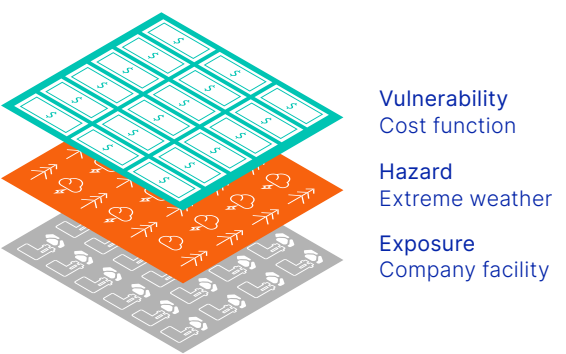 Vulnerability
Cost function
Hazard
Extreme weather
Exposure
Company facility